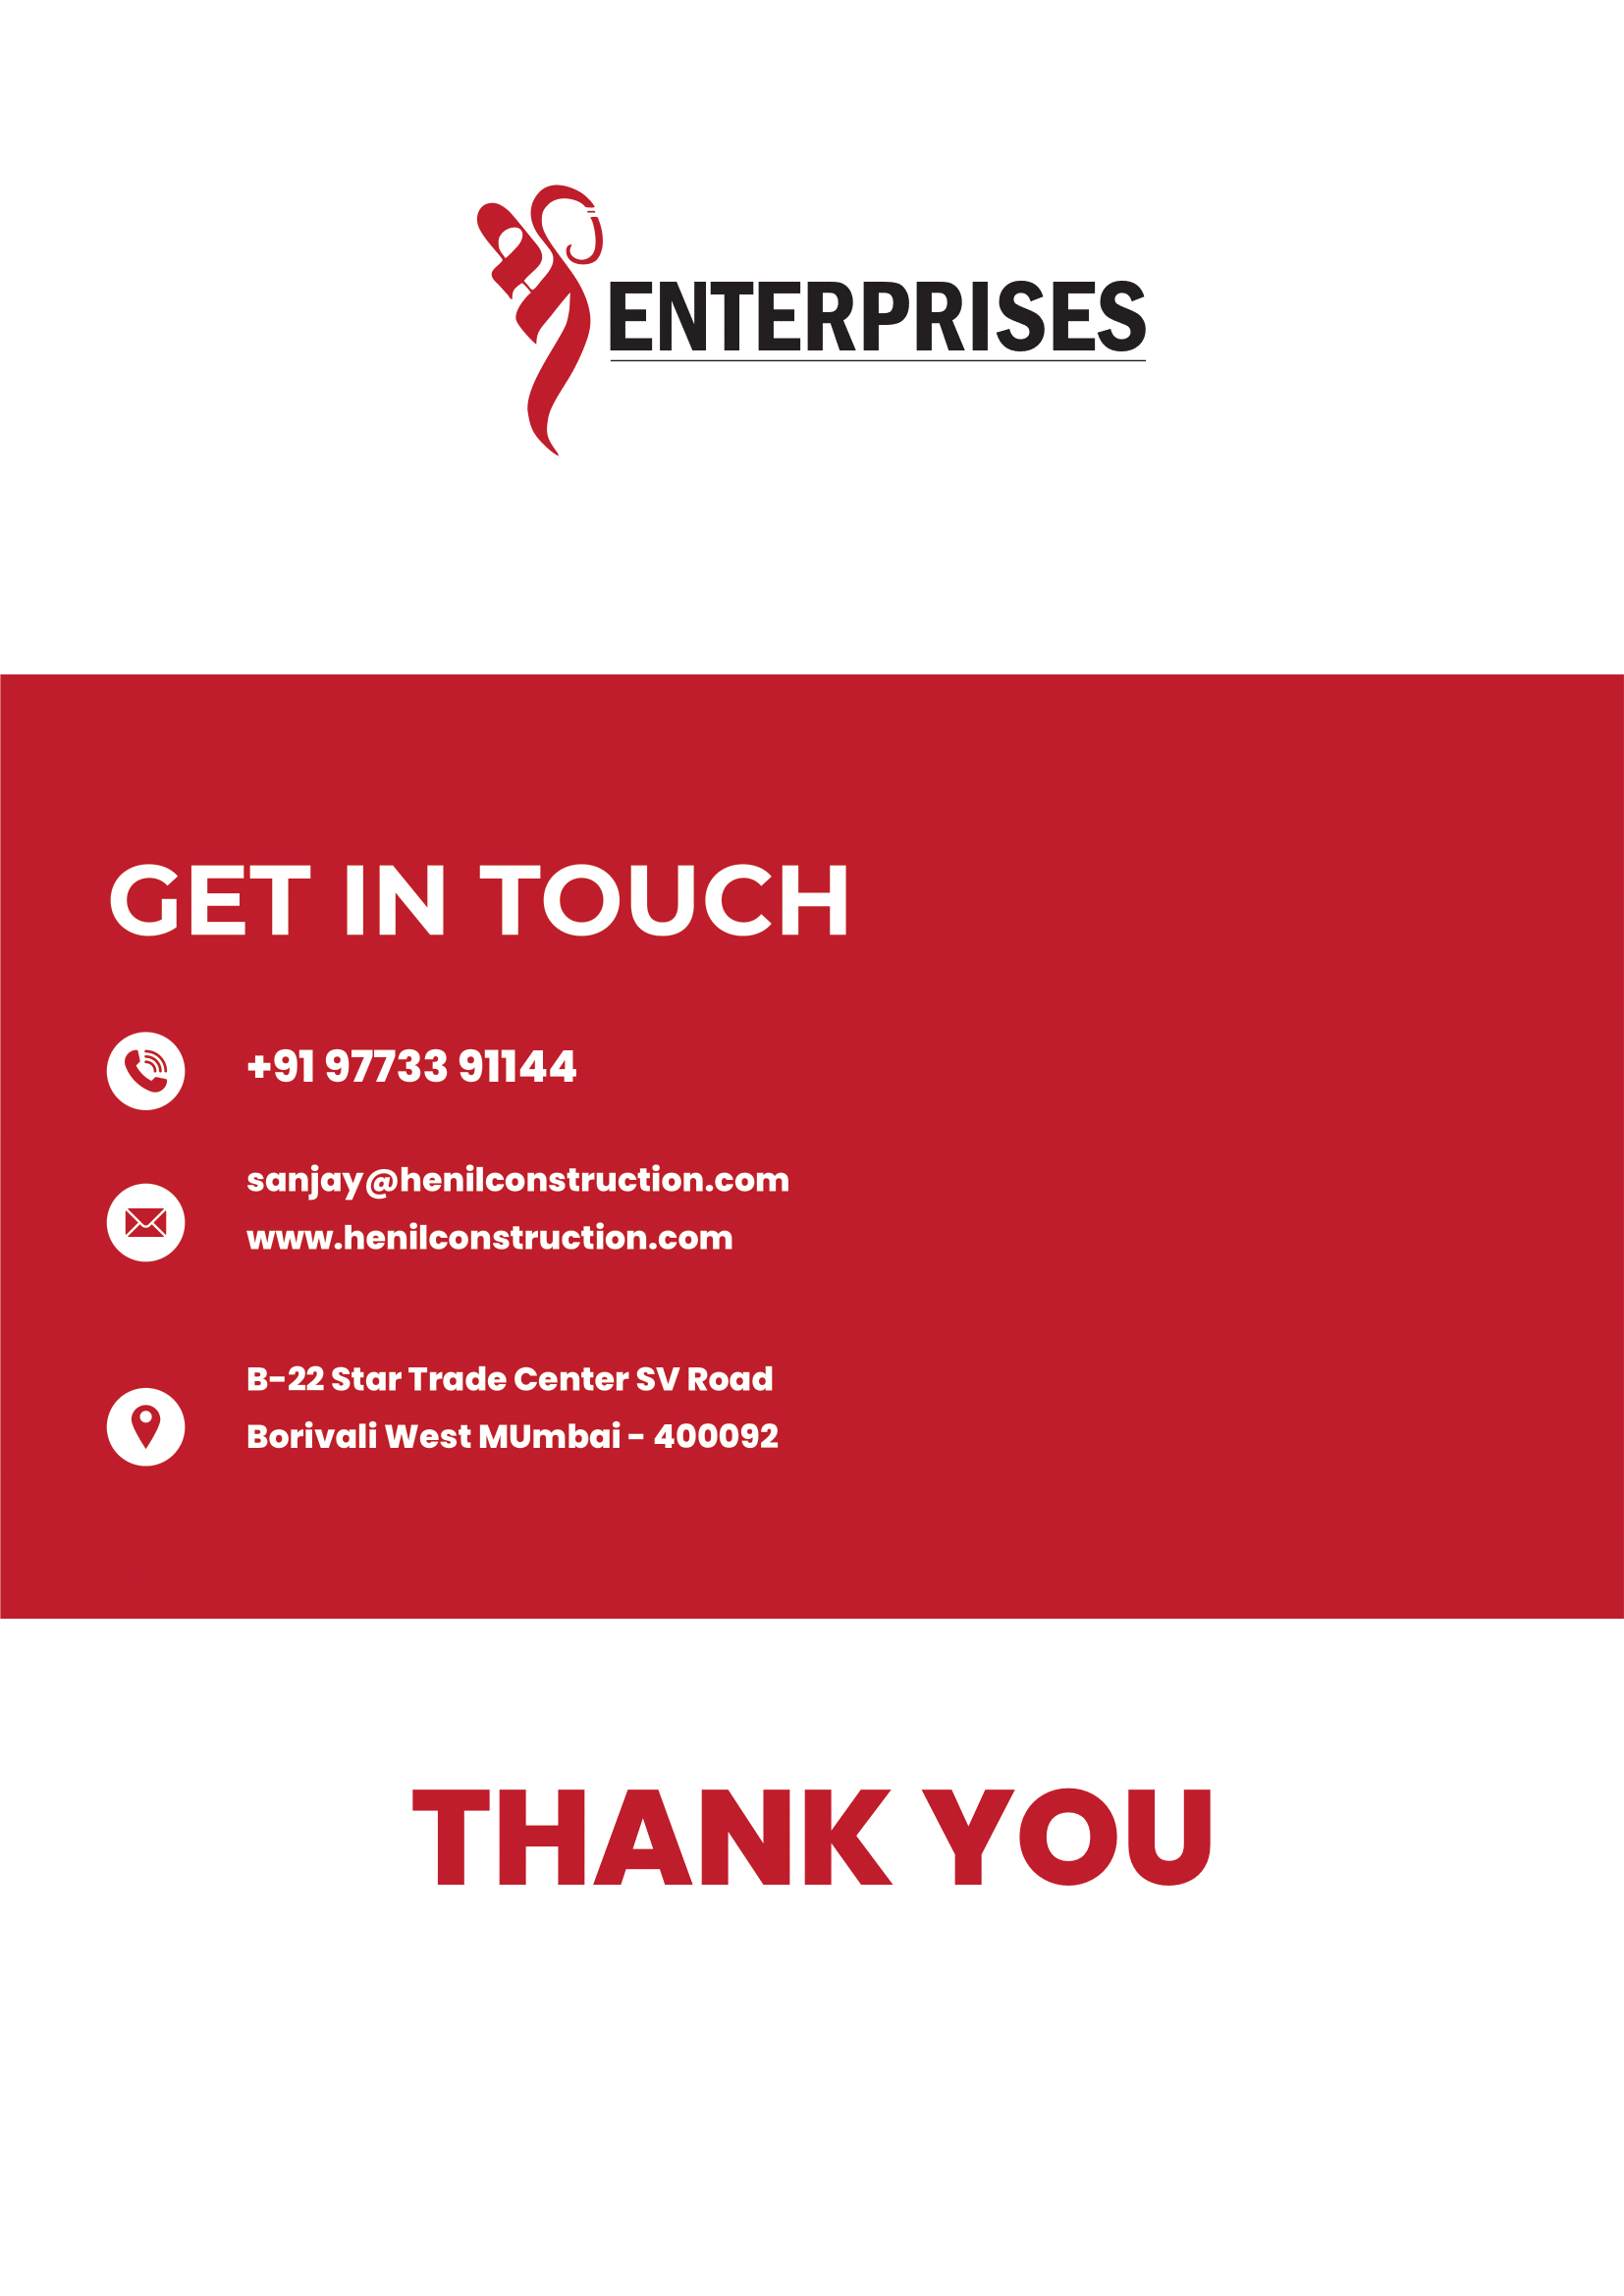 ENTERPRISES
GET IN TOUCH
+91 97733 91144
sanjay@henilconstruction.com
www.henilconstruction.com
B-22 Star Trade Center SV Road
Borivali West MUmbai - 400092
THANK YOU